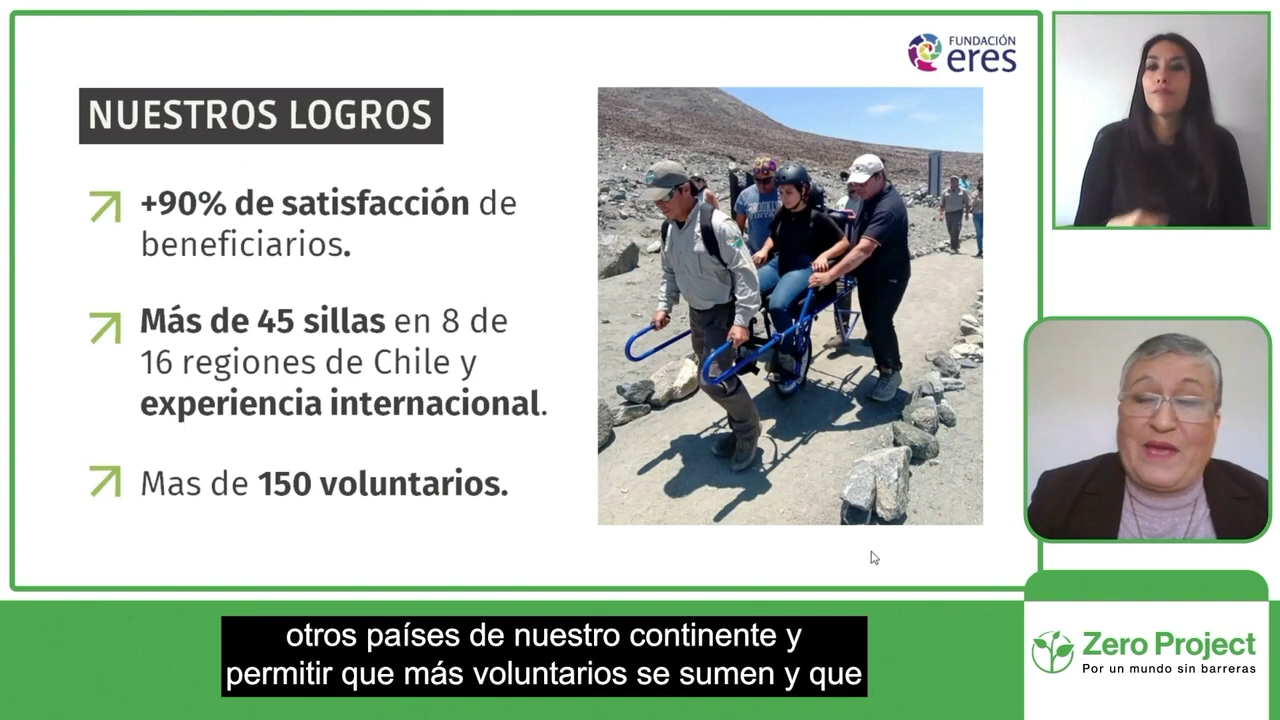 FUNDACIÓN
eres
NUESTROS LOGROS
+90% de satisfacción de
beneficiarios.
Más de 45 sillas en 8 de
16 regiones de Chile y
experiencia internacional.
Mas de 150 voluntarios.
BROOKLYN
otros países de nuestro continente y
permitir que más voluntarios se sumen y que
Zero Project
Por un mundo sin barreras